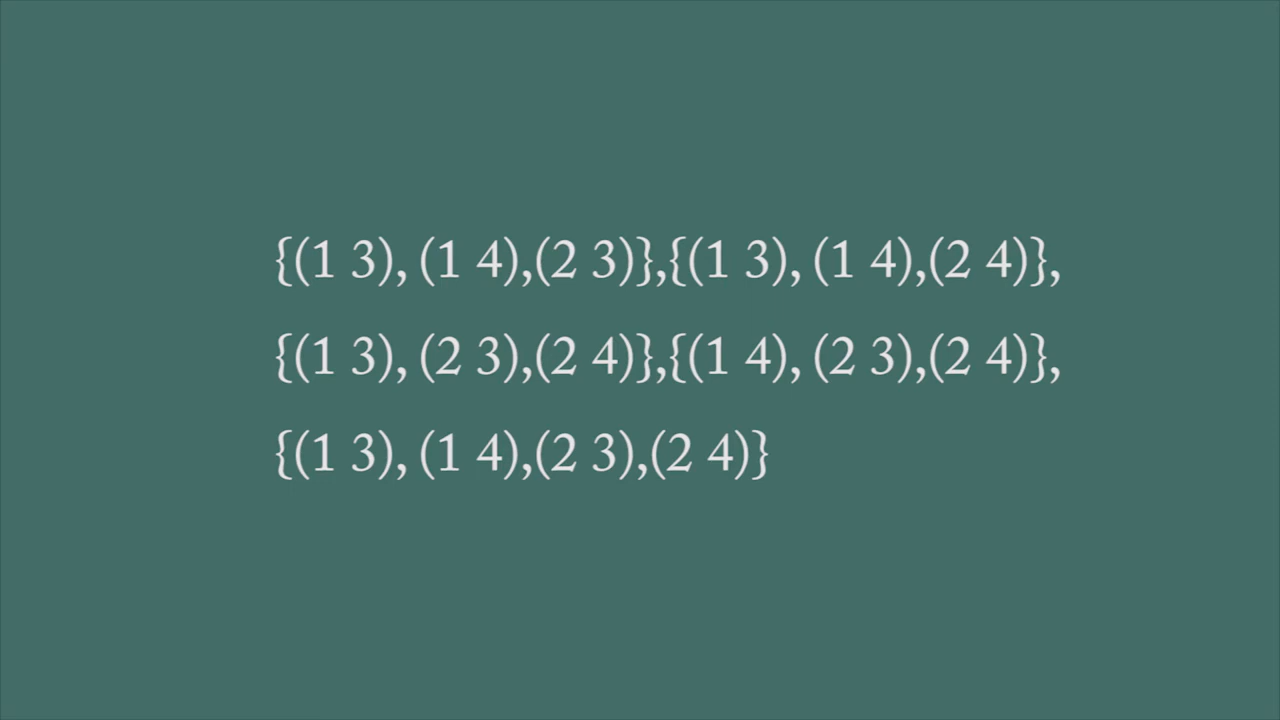 {(1 3), (1 4),(2 3)},{(1 3), (1 4),(2 4)},
{(1 3), (2 3),(2 4)},{(1 4), (2 3),(2 4)},
{(1 3), (1 4),(2 3),(2 4)}